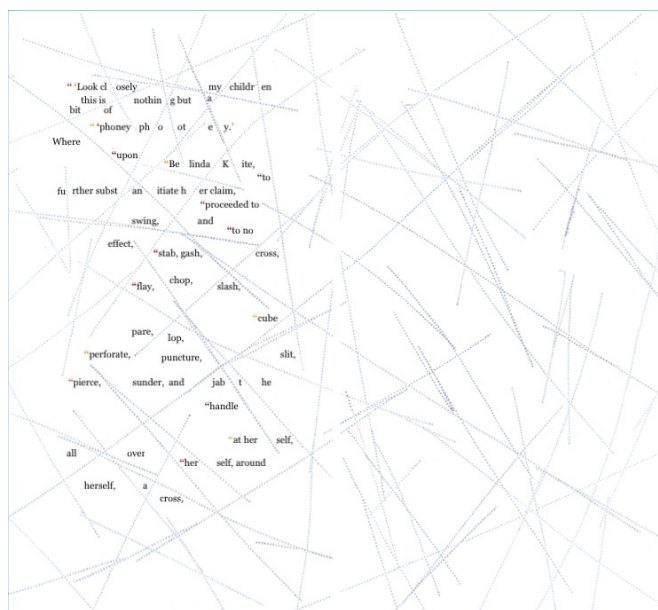 “ ‘Look cl osely my childr en
this is nothin g but a
bit of
“ ‘phoney ph o ot e y.’
Where
“upon
“Be linda K ite,
“to
fu rther subst an itiate h er claim,
“proceeded to
swing, and
“to no
effect,
“stab, gash, cross,
chop,
“flay, slash,
“cube
pare,
lop,
“perforate, puncture, slit,
“pierce, sunder, and jab t he
“handle
“at her self,
all over
“her self, around
herself, a
cross,